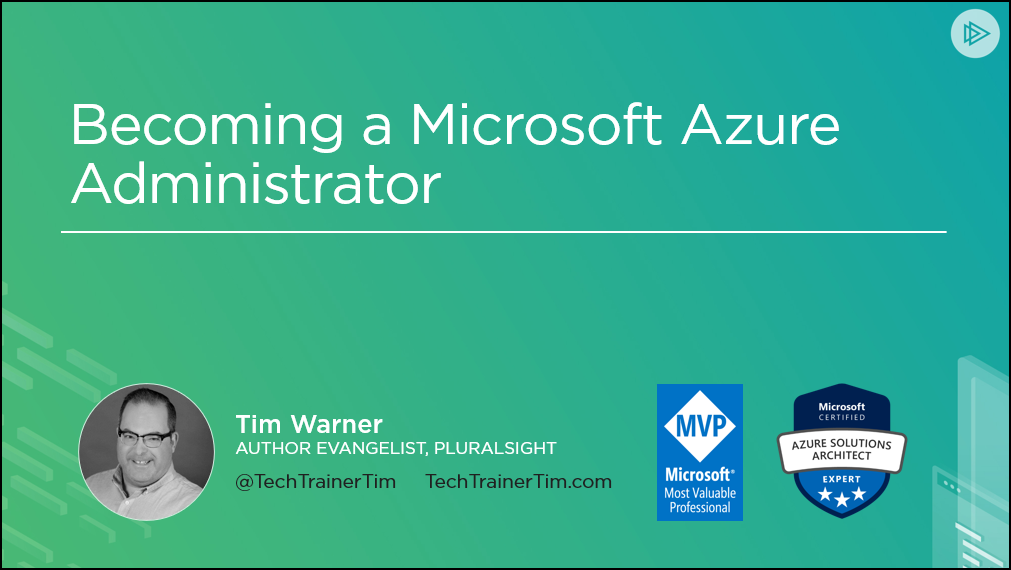 Becoming a Microsoft Azure
Administrator
Tim Warner
AUTHOR EVANGELIST, PLURALSIGHT
@TechTrainerTim TechTrainerTim.com
MVP
Microsoft®
Most Valuable
Professional
Microsoft
CERTIFIED
AZURE SOLUTIONS
ARCHITECT
EXPERT